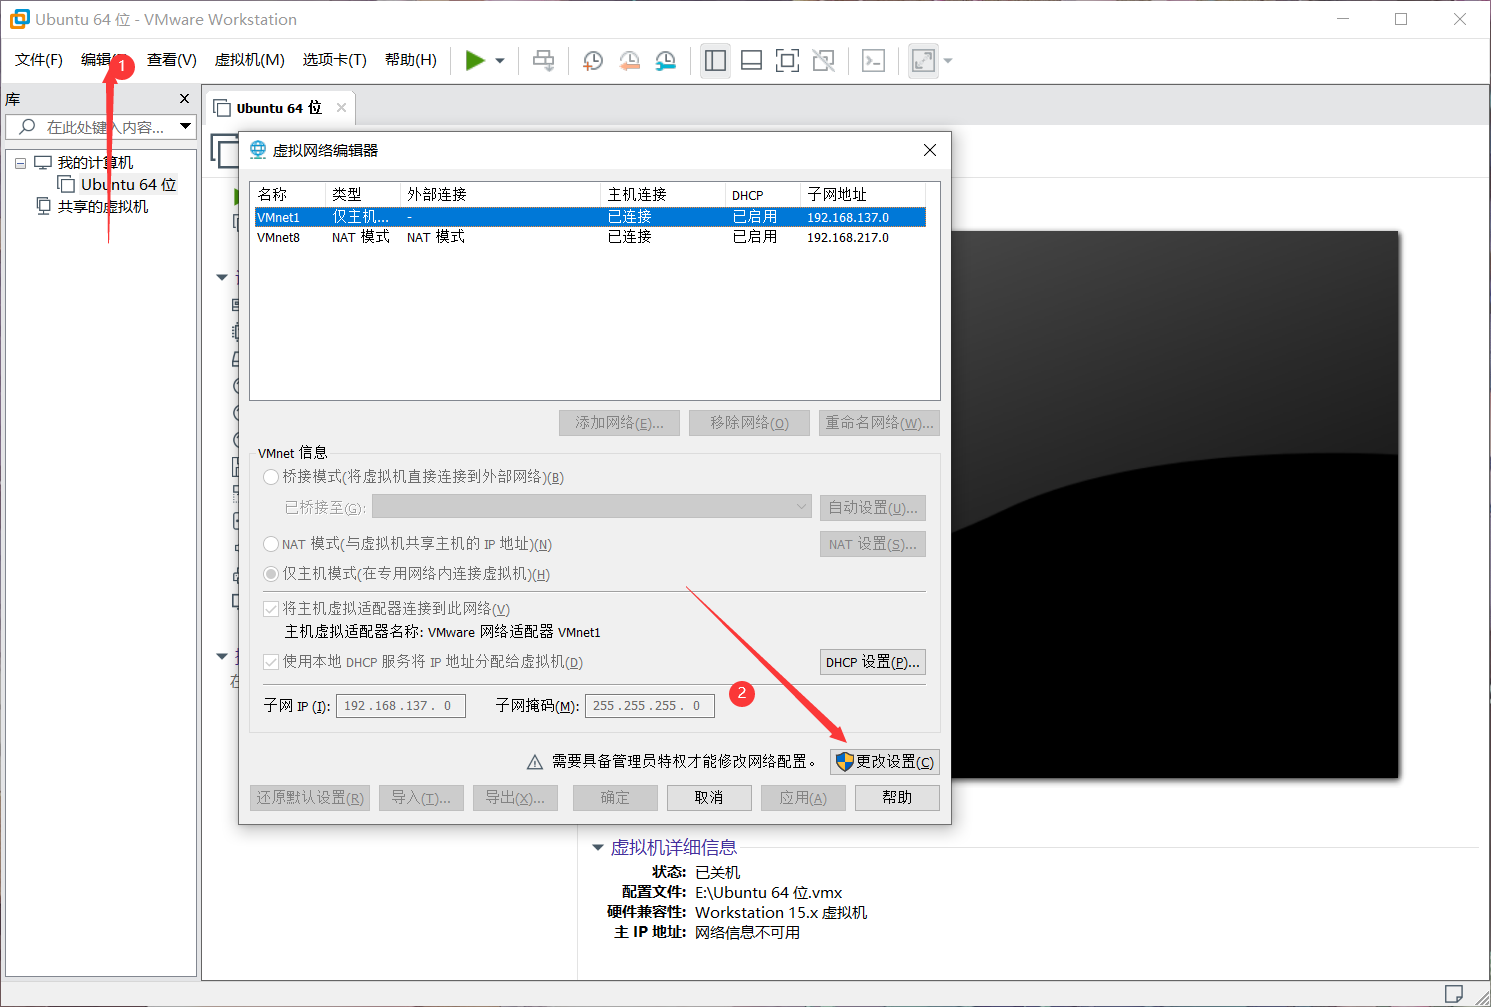 Ubuntu 64 位 - VMware Workstation
文件(F) 编辑 查看(V) 虚拟机(M) 选项卡(T) 帮助(H)
1
库
在此处键入内容...
我的计算机
Ubuntu 64 位
共享的虚拟机
Ubuntu 64 位
虚拟网络编辑器
名称 类型 外部连接 主机连接 DHCP 子网地址
VMnet1 仅主机... - 已连接 已启用 192.168.137.0
VMnet8 NAT 模式 NAT 模式 已连接 已启用 192.168.217.0
添加网络(E)... 移除网络(O) 重命名网络(W)...
VMnet 信息
桥接模式(将虚拟机直接连接到外部网络)(B)
已桥接至(G): 自动设置(U)...
NAT 模式(与虚拟机共享主机的 IP 地址)(N) NAT 设置(S)...
仅主机模式(在专用网络内连接虚拟机)(H)
将主机虚拟适配器连接到此网络(V)
主机虚拟适配器名称: VMware 网络适配器 VMnet1
使用本地 DHCP 服务将 IP 地址分配给虚拟机(D) DHCP 设置(P)...
子网 IP (I): 192.168.137. 0 子网掩码(M): 255.255.255. 0
2
需要具备管理员特权才能修改网络配置。 更改设置(C)
还原默认设置(R) 导入(T)... 导出(X)... 确定 取消 应用(A) 帮助
虚拟机详细信息
状态: 已关机
配置文件: E:\Ubuntu 64 位.vmx
硬件兼容性: Workstation 15.x 虚拟机
主 IP 地址: 网络信息不可用